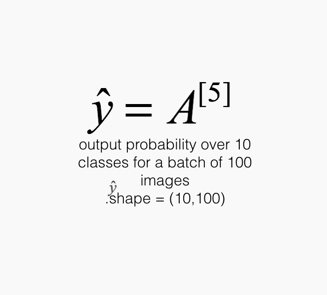 ŷ = A^[5]
output probability over 10
classes for a batch of 100
images
ŷ.shape = (10,100)